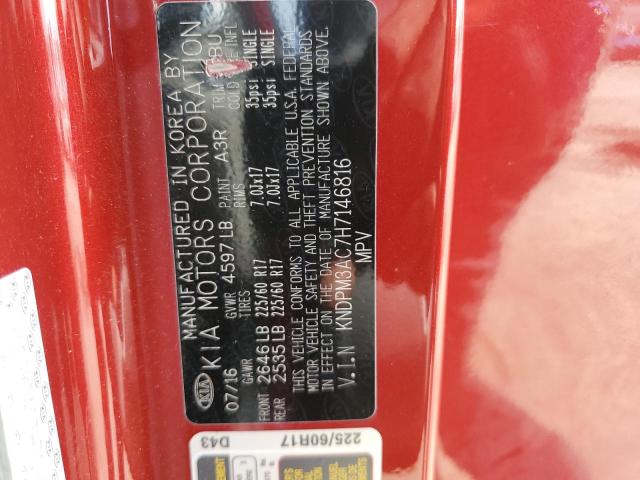 MANUFACTURED IN KOREA BY
KIA KIA MOTORS CORPORATION
07/16 GVWR 4597LB PAINT A3R TRIM BU
GAWR TIRES RIMS COLD INFL
FRONT 2646LB 225/60 R17 7.0Jx17 35psi SINGLE
REAR 2535LB 225/60 R17 7.0Jx17 35psi SINGLE
THIS VEHICLE CONFORMS TO ALL APPLICABLE U.S.A. FEDERAL
MOTOR VEHICLE SAFETY AND THEFT PREVENTION STANDARDS
IN EFFECT ON THE DATE OF MANUFACTURE SHOWN ABOVE.
V.I.N KNDPM3AC7H7146816
MPV
225/60R17
D43